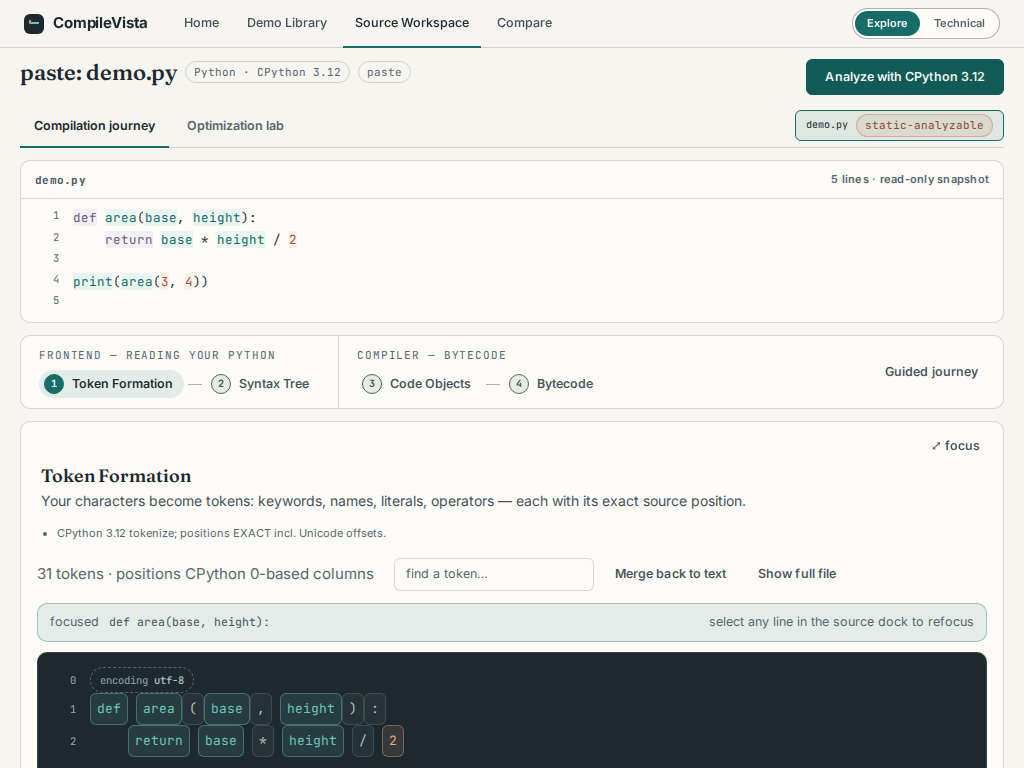 CompileVista Home Demo Library Source Workspace Compare Explore Technical
paste: demo.py Python · CPython 3.12 paste Analyze with CPython 3.12
Compilation journey Optimization lab demo.py static-analyzable
demo.py 5 lines · read-only snapshot
1 def area(base, height):
2     return base * height / 2
3
4 print(area(3, 4))
5
FRONTEND — READING YOUR PYTHON COMPILER — BYTECODE
1 Token Formation — 2 Syntax Tree 3 Code Objects — 4 Bytecode Guided journey
⤢ focus
Token Formation
Your characters become tokens: keywords, names, literals, operators — each with its exact source position.
• CPython 3.12 tokenize; positions EXACT incl. Unicode offsets.
31 tokens · positions CPython 0-based columns find a token... Merge back to text Show full file
focused def area(base, height): select any line in the source dock to refocus
0 encoding utf-8
1 def area ( base , height ) :
2 return base * height / 2